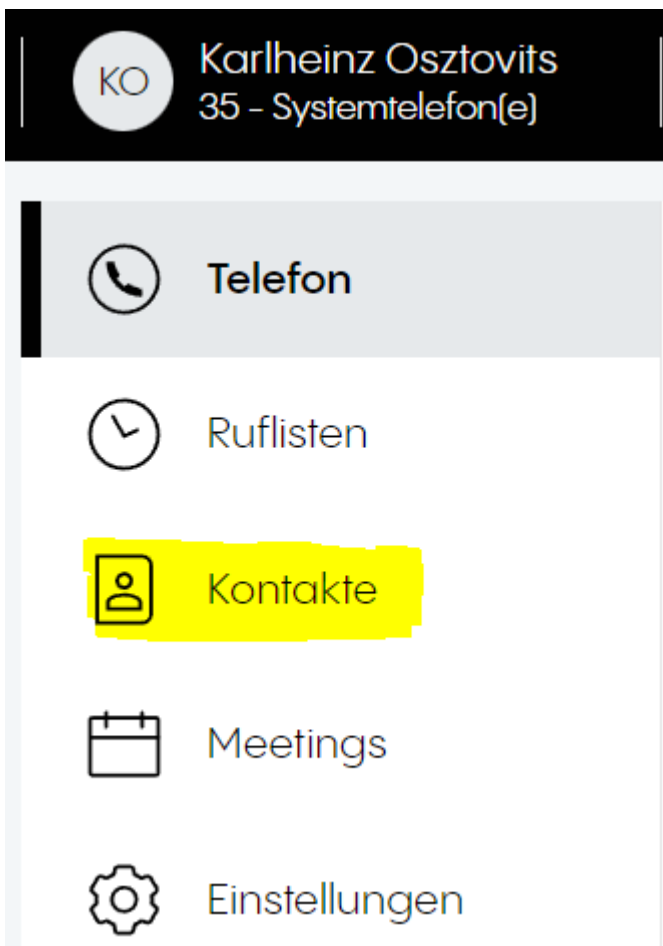 KO
Karlheinz Osztovits
35 - Systemtelefon(e)
Telefon
Ruflisten
Kontakte
Meetings
Einstellungen